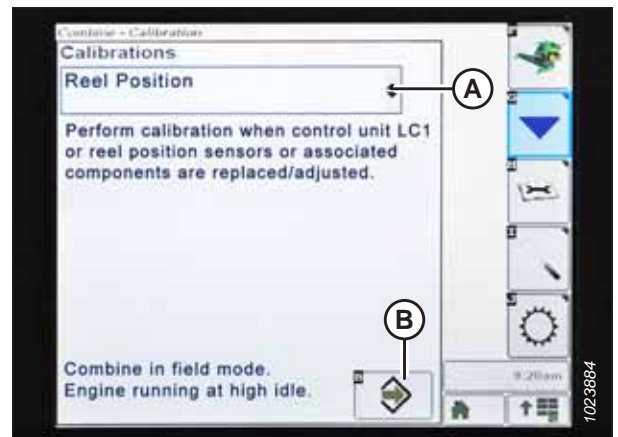 Combine - Calibration
Calibrations
Reel Position
A
Perform calibration when control unit LC1
or reel position sensors or associated
components are replaced/adjusted.
B
Combine in field mode.
Engine running at high idle.
9:20am
1023884